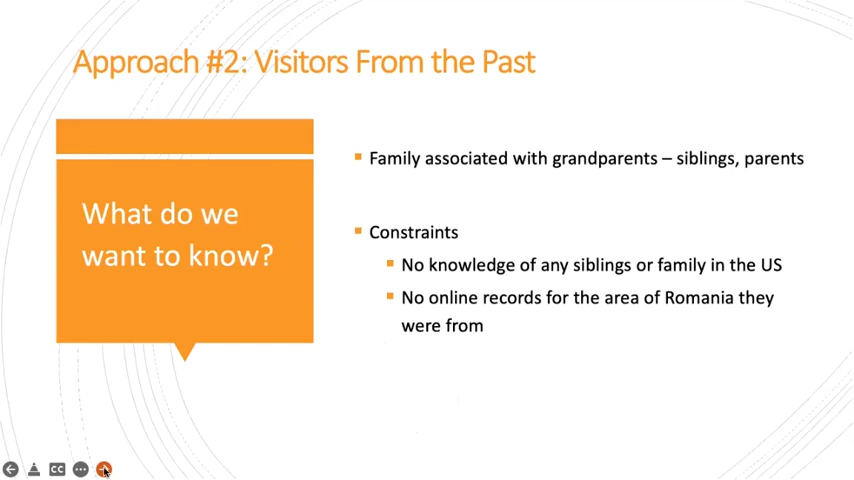 Approach #2: Visitors From the Past
What do we
want to know?
Family associated with grandparents – siblings, parents
Constraints
No knowledge of any siblings or family in the US
No online records for the area of Romania they
were from
CC